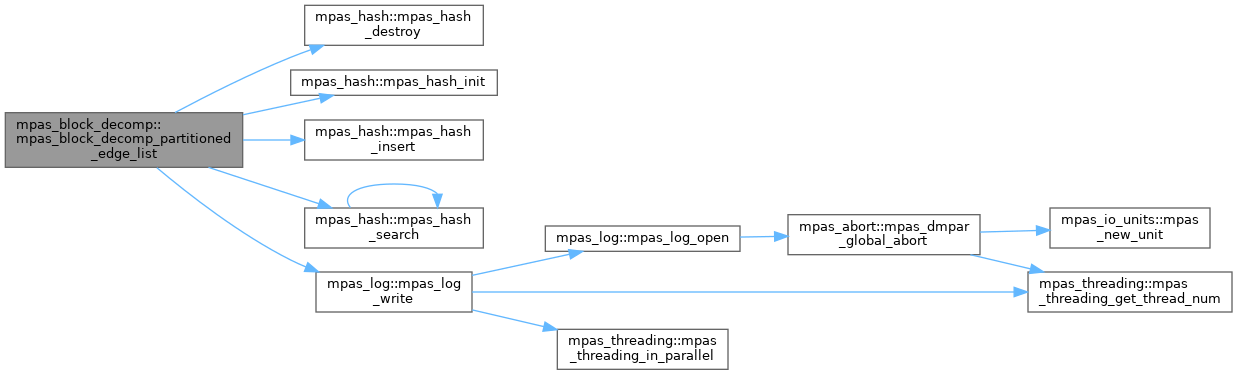 mpas_hash::mpas_hash
_destroy
mpas_hash::mpas_hash_init
mpas_block_decomp::
mpas_block_decomp_partitioned
_edge_list
mpas_hash::mpas_hash
_insert
mpas_hash::mpas_hash
_search
mpas_log::mpas_log
_write
mpas_log::mpas_log_open
mpas_abort::mpas_dmpar
_global_abort
mpas_io_units::mpas
_new_unit
mpas_threading::mpas
_threading_get_thread_num
mpas_threading::mpas
_threading_in_parallel